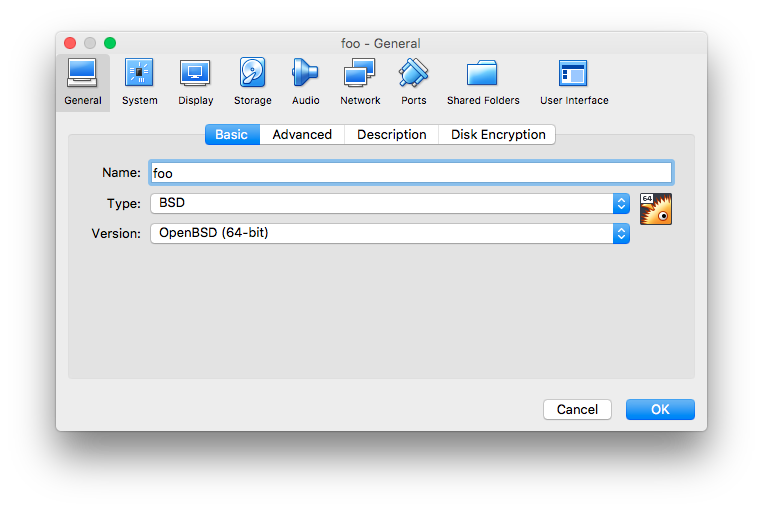 foo - General
General System Display Storage Audio Network Ports Shared Folders User Interface
Basic Advanced Description Disk Encryption
Name: foo
Type: BSD
64
Version: OpenBSD (64-bit)
Cancel OK